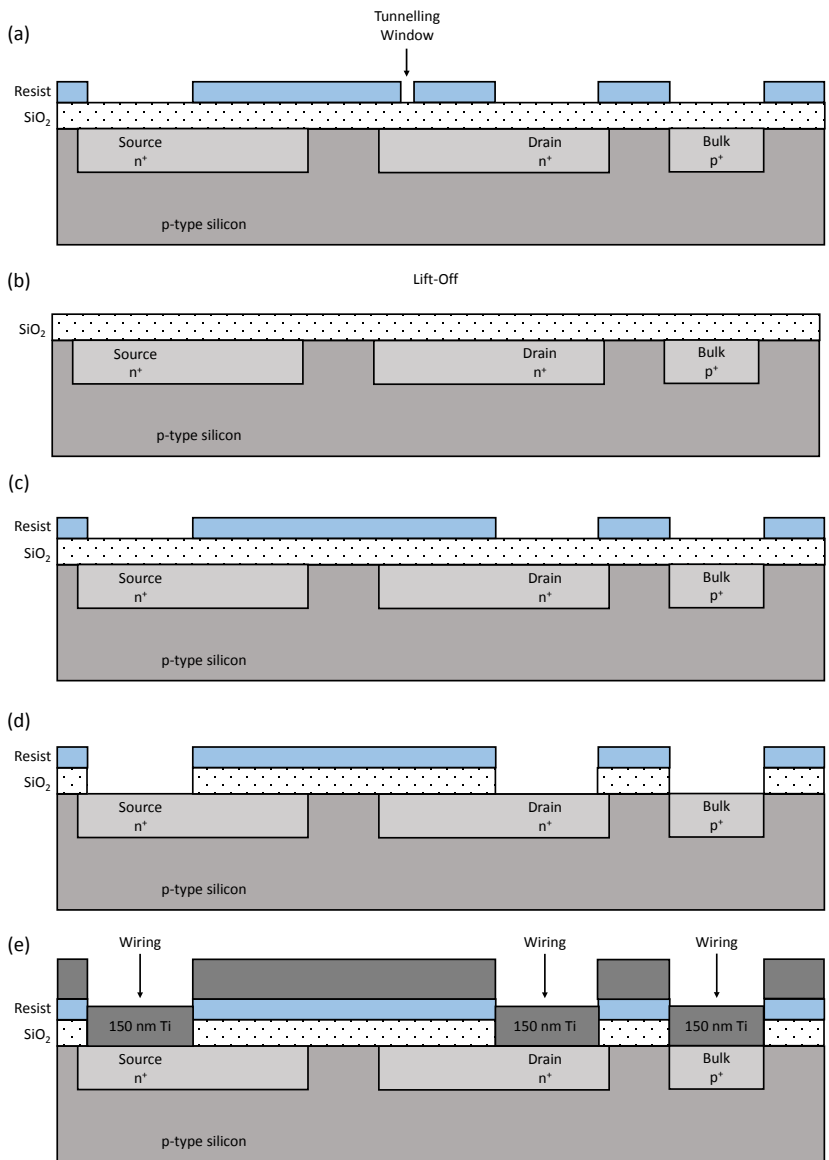 (a)
Tunnelling
Window
Resist
SiO₂
Source
n⁺
Drain
n⁺
Bulk
p⁺
p-type silicon
(b)
Lift-Off
SiO₂
Source
n⁺
Drain
n⁺
Bulk
p⁺
p-type silicon
(c)
Resist
SiO₂
Source
n⁺
Drain
n⁺
Bulk
p⁺
p-type silicon
(d)
Resist
SiO₂
Source
n⁺
Drain
n⁺
Bulk
p⁺
p-type silicon
(e)
Wiring
Wiring
Wiring
Resist
SiO₂
150 nm Ti
150 nm Ti
150 nm Ti
Source
n⁺
Drain
n⁺
Bulk
p⁺
p-type silicon